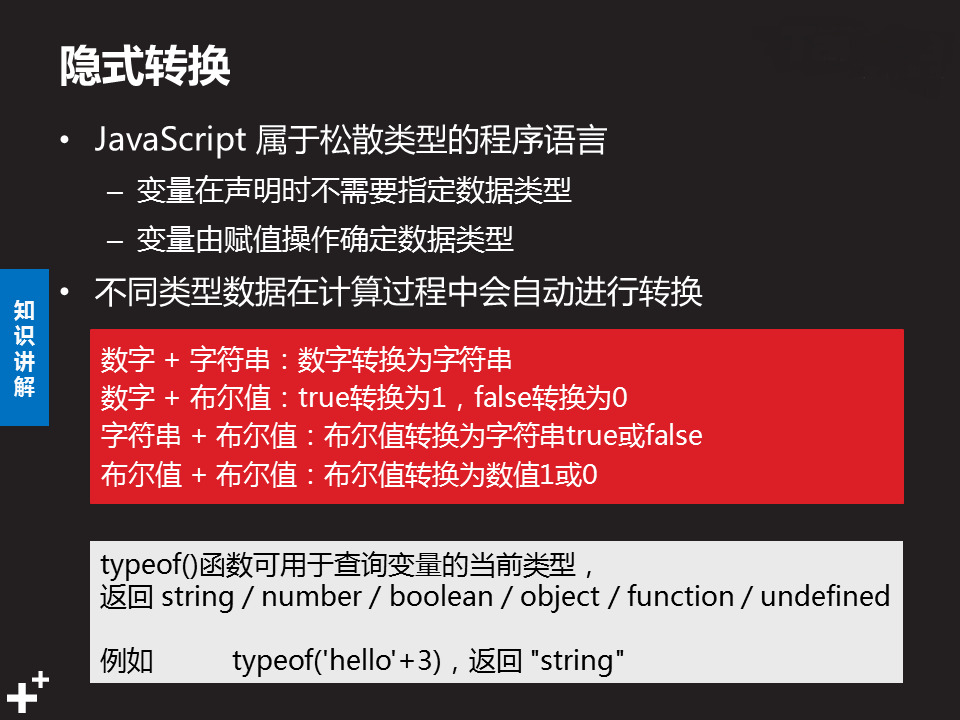 隐式转换
• JavaScript 属于松散类型的程序语言
– 变量在声明时不需要指定数据类型
– 变量由赋值操作确定数据类型
• 不同类型数据在计算过程中会自动进行转换
知
识
讲
解
数字 + 字符串：数字转换为字符串
数字 + 布尔值：true转换为1，false转换为0
字符串 + 布尔值：布尔值转换为字符串true或false
布尔值 + 布尔值：布尔值转换为数值1或0
typeof()函数可用于查询变量的当前类型，
返回 string / number / boolean / object / function / undefined
例如 typeof('hello'+3)，返回 "string"